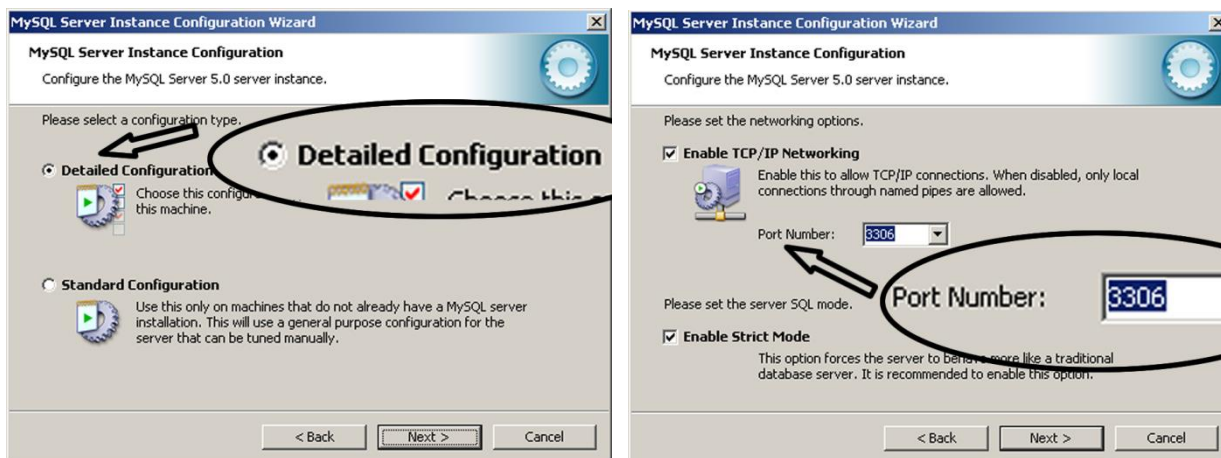 MySQL Server Instance Configuration Wizard
MySQL Server Instance Configuration
Configure the MySQL Server 5.0 server instance.
Please select a configuration type.
Detailed Configuration
Choose this
this machine.
Detailed Configuration
Choose this
Standard Configuration
Use this only on machines that do not already have a MySQL server
installation. This will use a general purpose configuration for the
server that can be tuned manually.
< Back
Next >
Cancel
MySQL Server Instance Configuration Wizard
MySQL Server Instance Configuration
Configure the MySQL Server 5.0 server instance.
Please set the networking options.
Enable TCP/IP Networking
Enable this to allow TCP/IP connections. When disabled, only local
connections through named pipes are allowed.
Port Number: 3306
Port Number: 3306
Please set the server SQL mode.
Enable Strict Mode
This option forces the server to behave more like a traditional
database server. It is recommended to enable this option.
< Back
Next >
Cancel